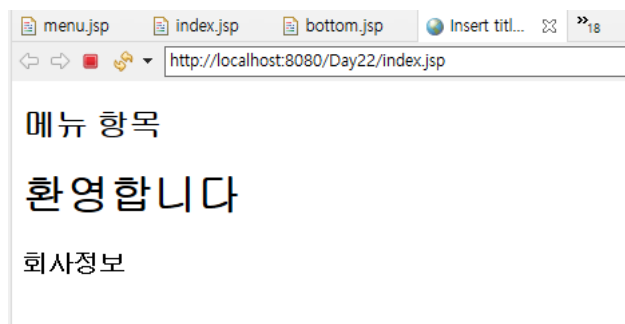 menu.jsp index.jsp bottom.jsp Insert titl... »18
http://localhost:8080/Day22/index.jsp
메뉴 항목
환영합니다
회사정보